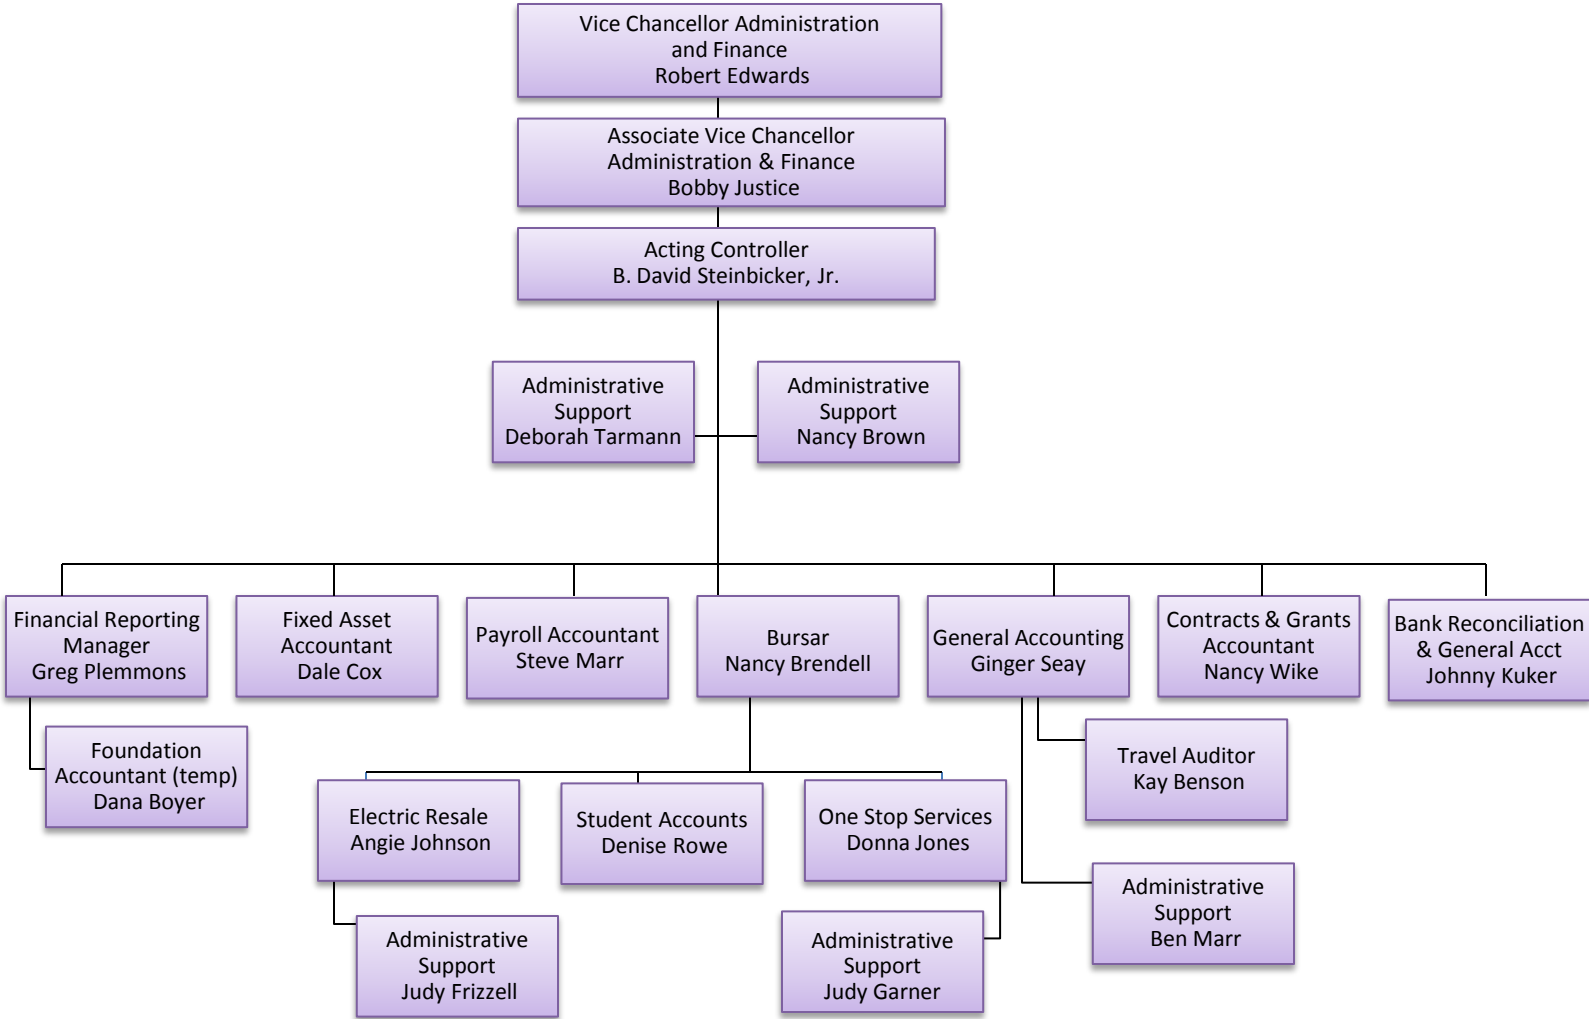 Vice Chancellor Administration
and Finance
Robert Edwards
Associate Vice Chancellor
Administration & Finance
Bobby Justice
Acting Controller
B. David Steinbicker, Jr.
Administrative
Support
Deborah Tarmann
Administrative
Support
Nancy Brown
Financial Reporting
Manager
Greg Plemmons
Fixed Asset
Accountant
Dale Cox
Payroll Accountant
Steve Marr
Bursar
Nancy Brendell
General Accounting
Ginger Seay
Contracts & Grants
Accountant
Nancy Wike
Bank Reconciliation
& General Acct
Johnny Kuker
Foundation
Accountant (temp)
Dana Boyer
Electric Resale
Angie Johnson
Student Accounts
Denise Rowe
One Stop Services
Donna Jones
Travel Auditor
Kay Benson
Administrative
Support
Judy Frizzell
Administrative
Support
Judy Garner
Administrative
Support
Ben Marr